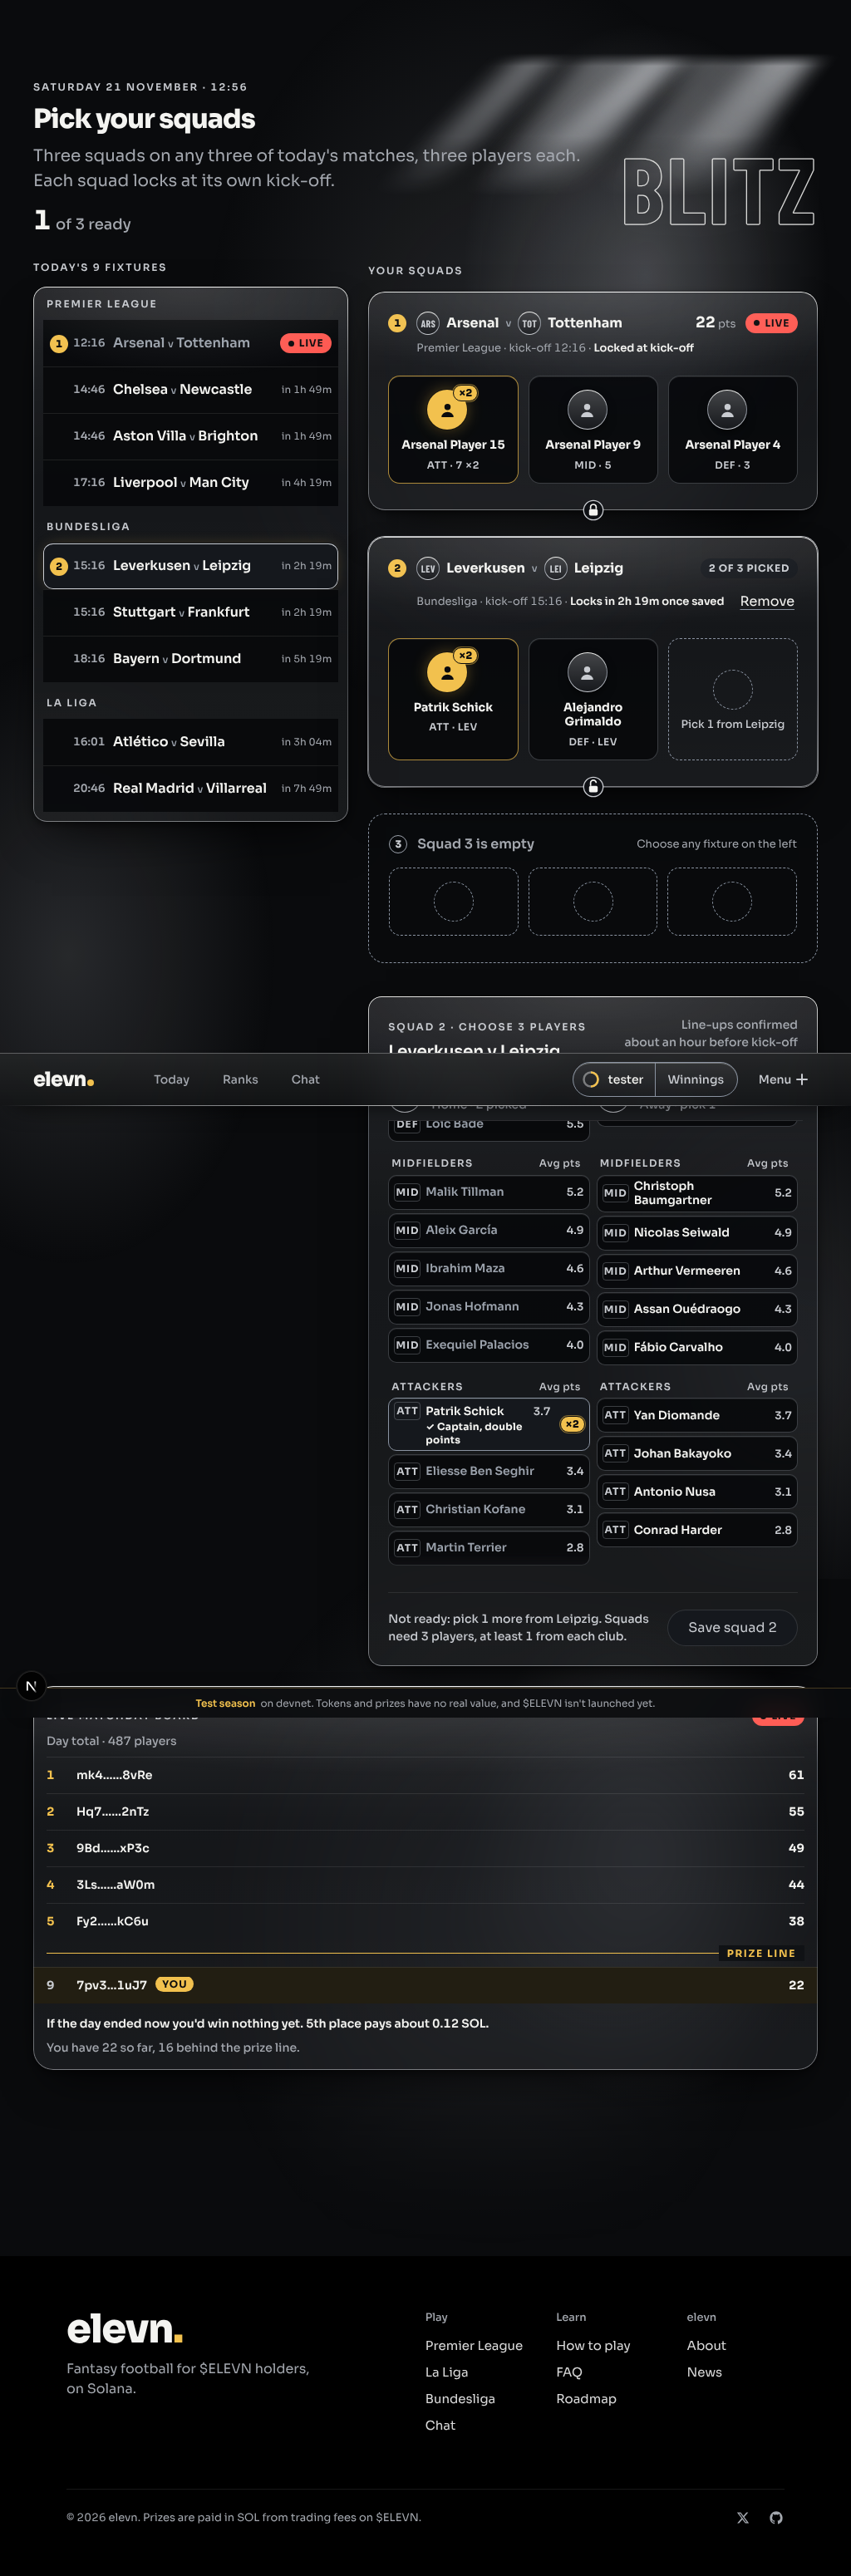 SATURDAY 21 NOVEMBER · 12:56
Pick your squads
Three squads on any three of today's matches, three players each.
Each squad locks at its own kick-off.
BLITZ
1 of 3 ready
TODAY'S 9 FIXTURES
PREMIER LEAGUE
1 12:16 Arsenal v Tottenham LIVE
14:46 Chelsea v Newcastle in 1h 49m
14:46 Aston Villa v Brighton in 1h 49m
17:16 Liverpool v Man City in 4h 19m
BUNDESLIGA
2 15:16 Leverkusen v Leipzig in 2h 19m
15:16 Stuttgart v Frankfurt in 2h 19m
18:16 Bayern v Dortmund in 5h 19m
LA LIGA
16:01 Atlético v Sevilla in 3h 04m
20:46 Real Madrid v Villarreal in 7h 49m
YOUR SQUADS
1 ARS Arsenal v TOT Tottenham 22 pts LIVE
Premier League · kick-off 12:16 · Locked at kick-off
×2
Arsenal Player 15 Arsenal Player 9 Arsenal Player 4
ATT · 7 ×2 MID · 5 DEF · 3
2 LEV Leverkusen v LEI Leipzig 2 OF 3 PICKED
Bundesliga · kick-off 15:16 · Locks in 2h 19m once saved Remove
×2
Patrik Schick
ATT · LEV
Alejandro
Grimaldo
DEF · LEV
Pick 1 from Leipzig
3 Squad 3 is empty Choose any fixture on the left
SQUAD 2 · CHOOSE 3 PLAYERS
Leverkusen v Leipzig
Line-ups confirmed
about an hour before kick-off
elevn. Today Ranks Chat tester Winnings Menu
Home · 2 picked Away · pick 1
DEF Loïc Badé 5.5
MIDFIELDERS Avg pts
MID Malik Tillman 5.2
MID Aleix García 4.9
MID Ibrahim Maza 4.6
MID Jonas Hofmann 4.3
MID Exequiel Palacios 4.0
ATTACKERS Avg pts
ATT Patrik Schick 3.7 ×2
✓ Captain, double
points
ATT Eliesse Ben Seghir 3.4
ATT Christian Kofane 3.1
ATT Martin Terrier 2.8
MIDFIELDERS Avg pts
MID Christoph
Baumgartner 5.2
MID Nicolas Seiwald 4.9
MID Arthur Vermeeren 4.6
MID Assan Ouédraogo 4.3
MID Fábio Carvalho 4.0
ATTACKERS Avg pts
ATT Yan Diomande 3.7
ATT Johan Bakayoko 3.4
ATT Antonio Nusa 3.1
ATT Conrad Harder 2.8
Not ready: pick 1 more from Leipzig. Squads
need 3 players, at least 1 from each club.
Save squad 2
N
Test season on devnet. Tokens and prizes have no real value, and $ELEVN isn't launched yet.
Day total · 487 players
1 mk4......8vRe 61
2 Hq7......2nTz 55
3 9Bd......xP3c 49
4 3Ls......aW0m 44
5 Fy2......kC6u 38
PRIZE LINE
9 7pv3...1uJ7 YOU 22
If the day ended now you'd win nothing yet. 5th place pays about 0.12 SOL.
You have 22 so far, 16 behind the prize line.
elevn.
Fantasy football for $ELEVN holders,
on Solana.
Play
Premier League
La Liga
Bundesliga
Chat
Learn
How to play
FAQ
Roadmap
elevn
About
News
© 2026 elevn. Prizes are paid in SOL from trading fees on $ELEVN.